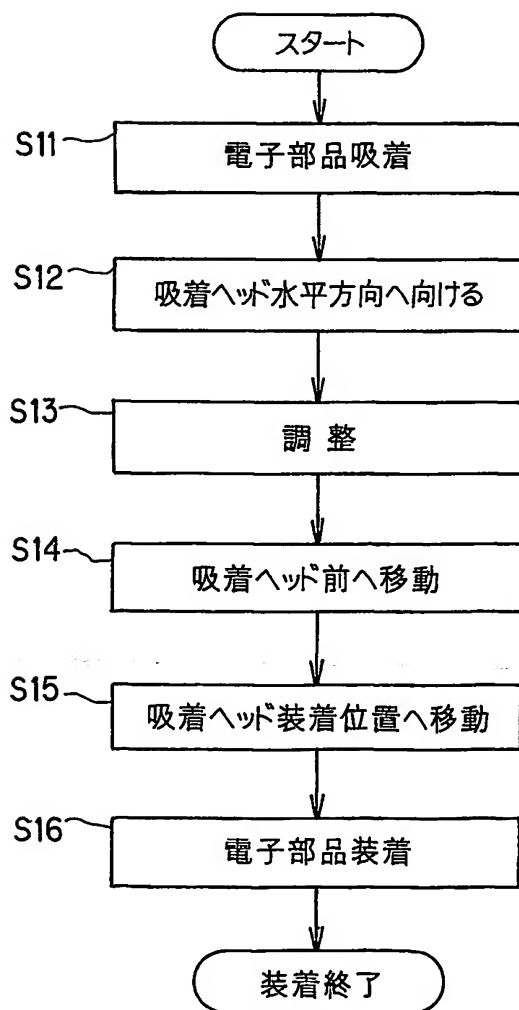 スタート
S11
電子部品吸着
S12
吸着ヘッド水平方向へ向ける
S13
調整
S14
吸着ヘッド前へ移動
S15
吸着ヘッド装着位置へ移動
S16
電子部品装着
装着終了